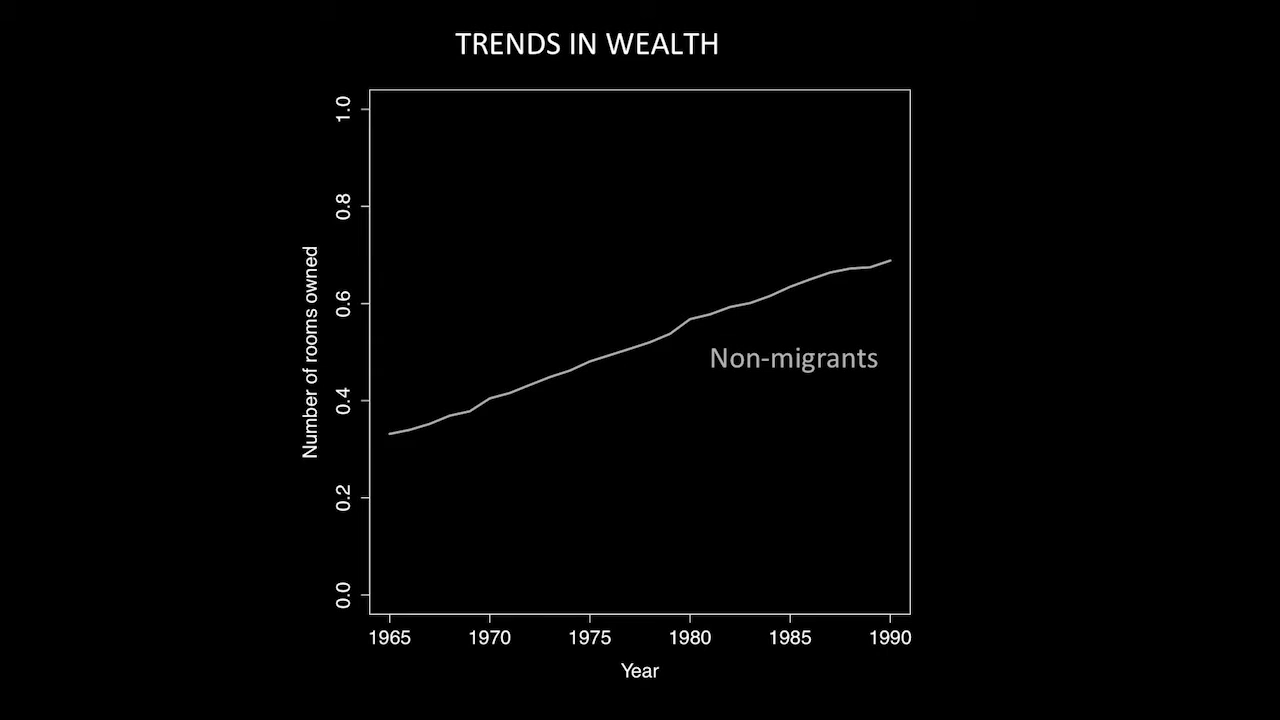 TRENDS IN WEALTH
1.0
0.8
0.6
0.4
0.2
0.0
Number of rooms owned
Non-migrants
1965 1970 1975 1980 1985 1990
Year